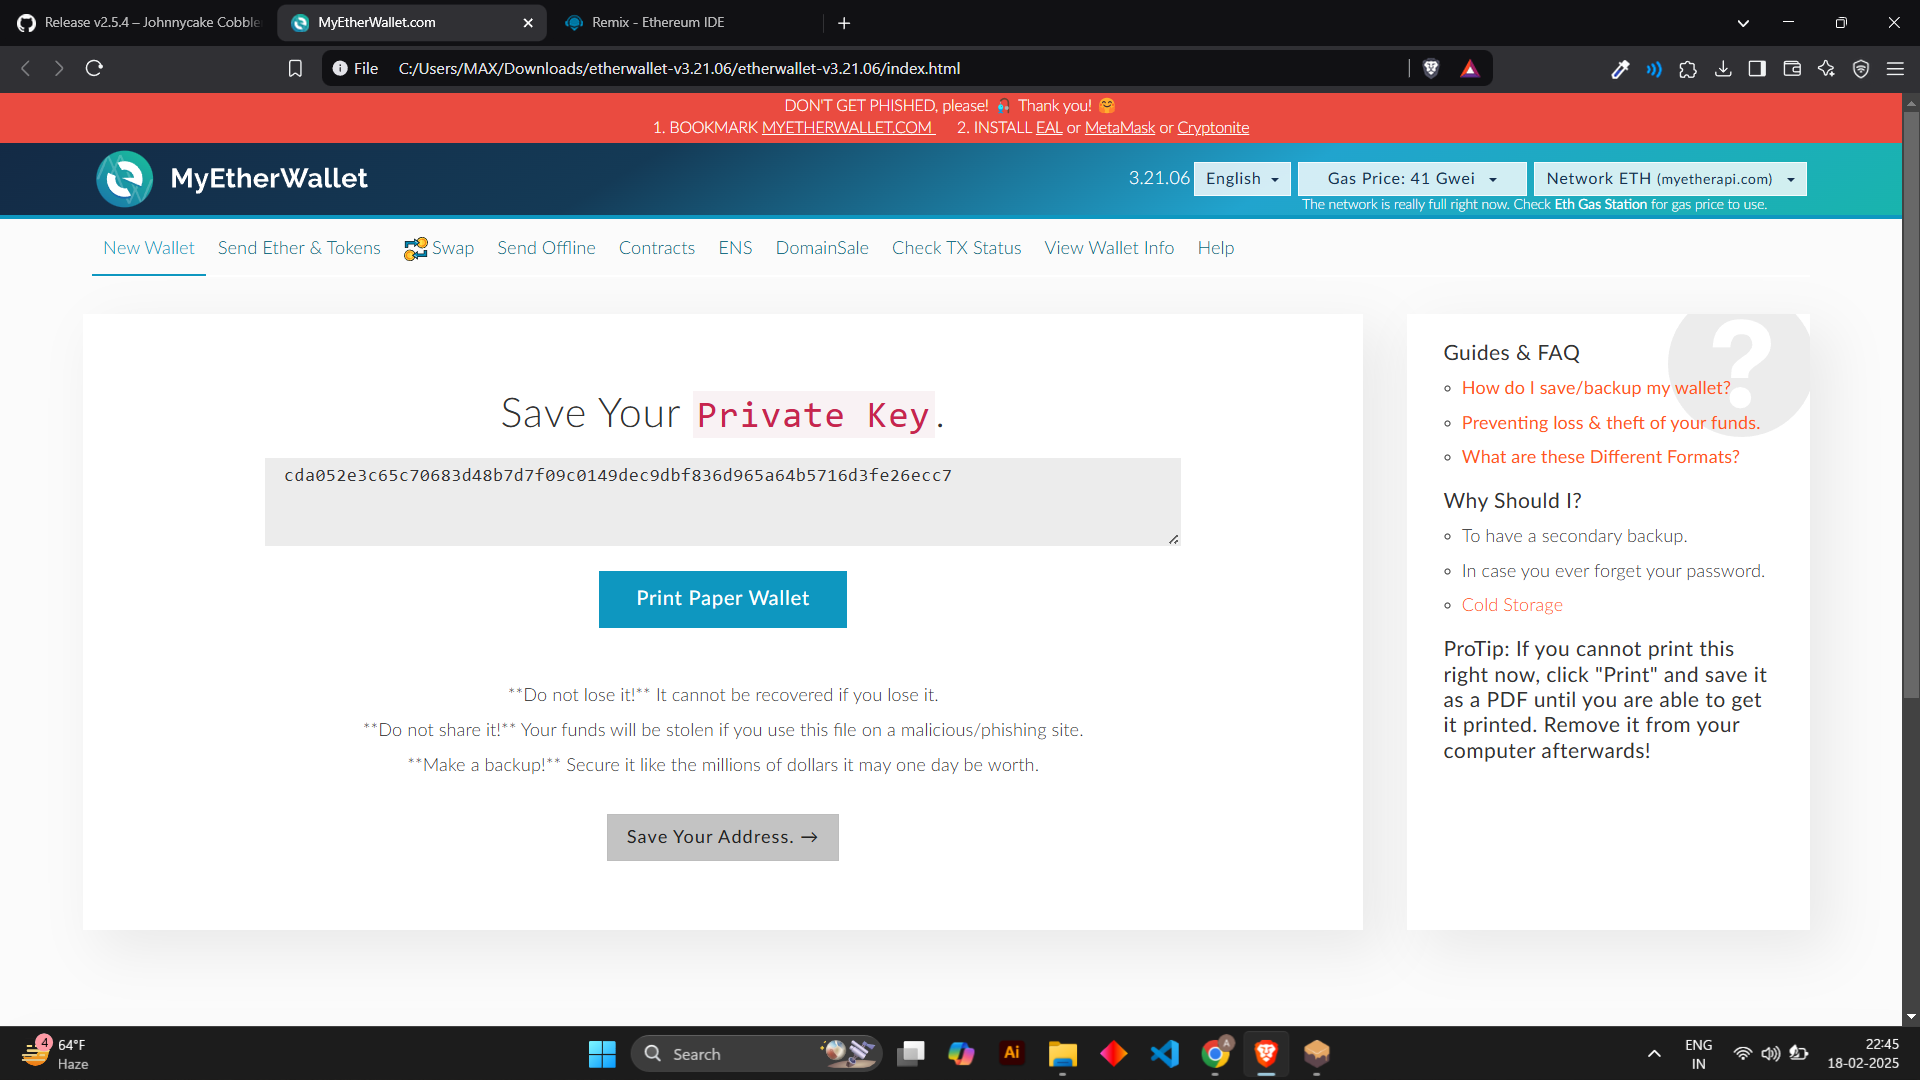 Release v2.5.4 – Johnnycake Cobble
MyEtherWallet.com
Remix - Ethereum IDE
File C:/Users/MAX/Downloads/etherwallet-v3.21.06/etherwallet-v3.21.06/index.html
DON'T GET PHISHED, please! 🎣 Thank you! 🤗
1. BOOKMARK MYETHERWALLET.COM 2. INSTALL EAL or MetaMask or Cryptonite
MyEtherWallet
3.21.06 English Gas Price: 41 Gwei Network ETH (myetherapi.com)
The network is really full right now. Check Eth Gas Station for gas price to use.
New Wallet Send Ether & Tokens Swap Send Offline Contracts ENS DomainSale Check TX Status View Wallet Info Help
Save Your Private Key.
cda052e3c65c70683d48b7d7f09c0149dec9dbf836d965a64b5716d3fe26ecc7
Print Paper Wallet
**Do not lose it!** It cannot be recovered if you lose it.
**Do not share it!** Your funds will be stolen if you use this file on a malicious/phishing site.
**Make a backup!** Secure it like the millions of dollars it may one day be worth.
Save Your Address. →
Guides & FAQ
How do I save/backup my wallet?
Preventing loss & theft of your funds.
What are these Different Formats?
Why Should I?
To have a secondary backup.
In case you ever forget your password.
Cold Storage
ProTip: If you cannot print this
right now, click "Print" and save it
as a PDF until you are able to get
it printed. Remove it from your
computer afterwards!
4
64°F
Haze
Search
Ai
A
ENG
IN
22:45
18-02-2025